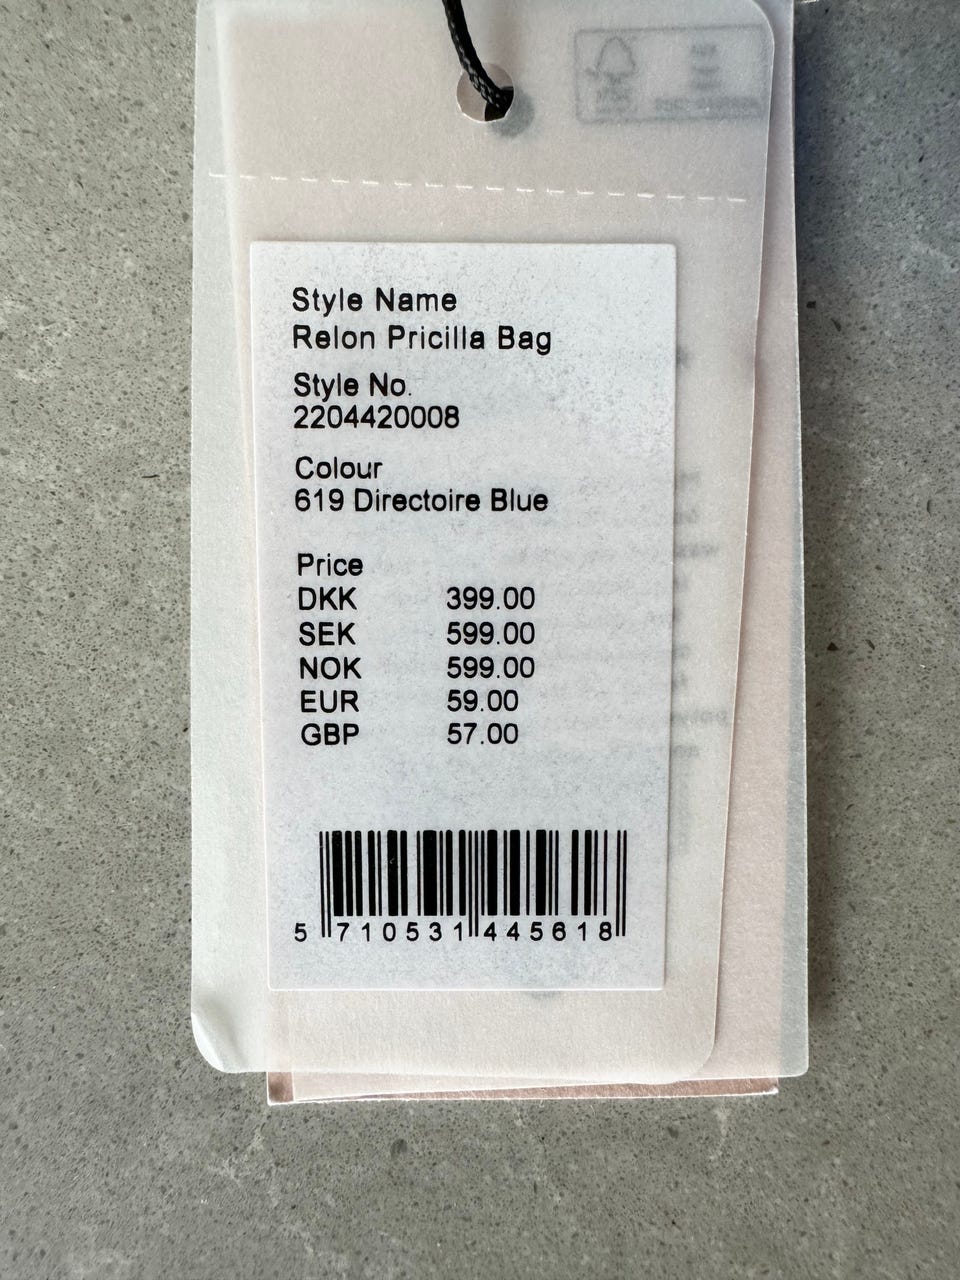 Style Name
Relon Pricilla Bag
Style No.
2204420008
Colour
619 Directoire Blue
Price
DKK 399.00
SEK 599.00
NOK 599.00
EUR 59.00
GBP 57.00
5 710531 445618